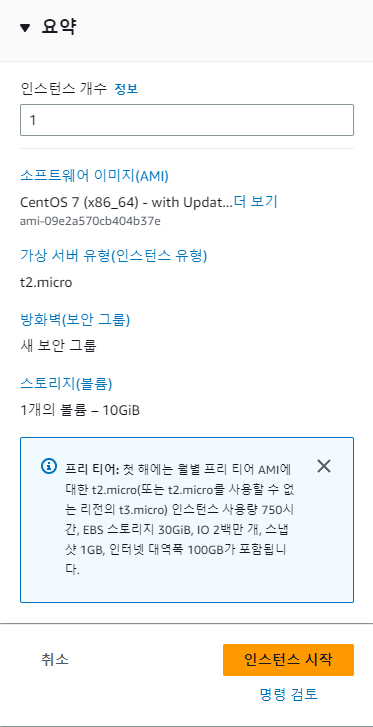 요약
인스턴스 개수 정보
1
소프트웨어 이미지(AMI)
CentOS 7 (x86_64) - with Updat...더 보기
ami-09e2a570cb404b37e
가상 서버 유형(인스턴스 유형)
t2.micro
방화벽(보안 그룹)
새 보안 그룹
스토리지(볼륨)
1개의 볼륨 – 10GiB
프리 티어: 첫 해에는 월별 프리 티어 AMI에
대한 t2.micro(또는 t2.micro를 사용할 수 없
는 리전의 t3.micro) 인스턴스 사용량 750시
간, EBS 스토리지 30GiB, IO 2백만 개, 스냅
샷 1GB, 인터넷 대역폭 100GB가 포함됩니
다.
취소
인스턴스 시작
명령 검토